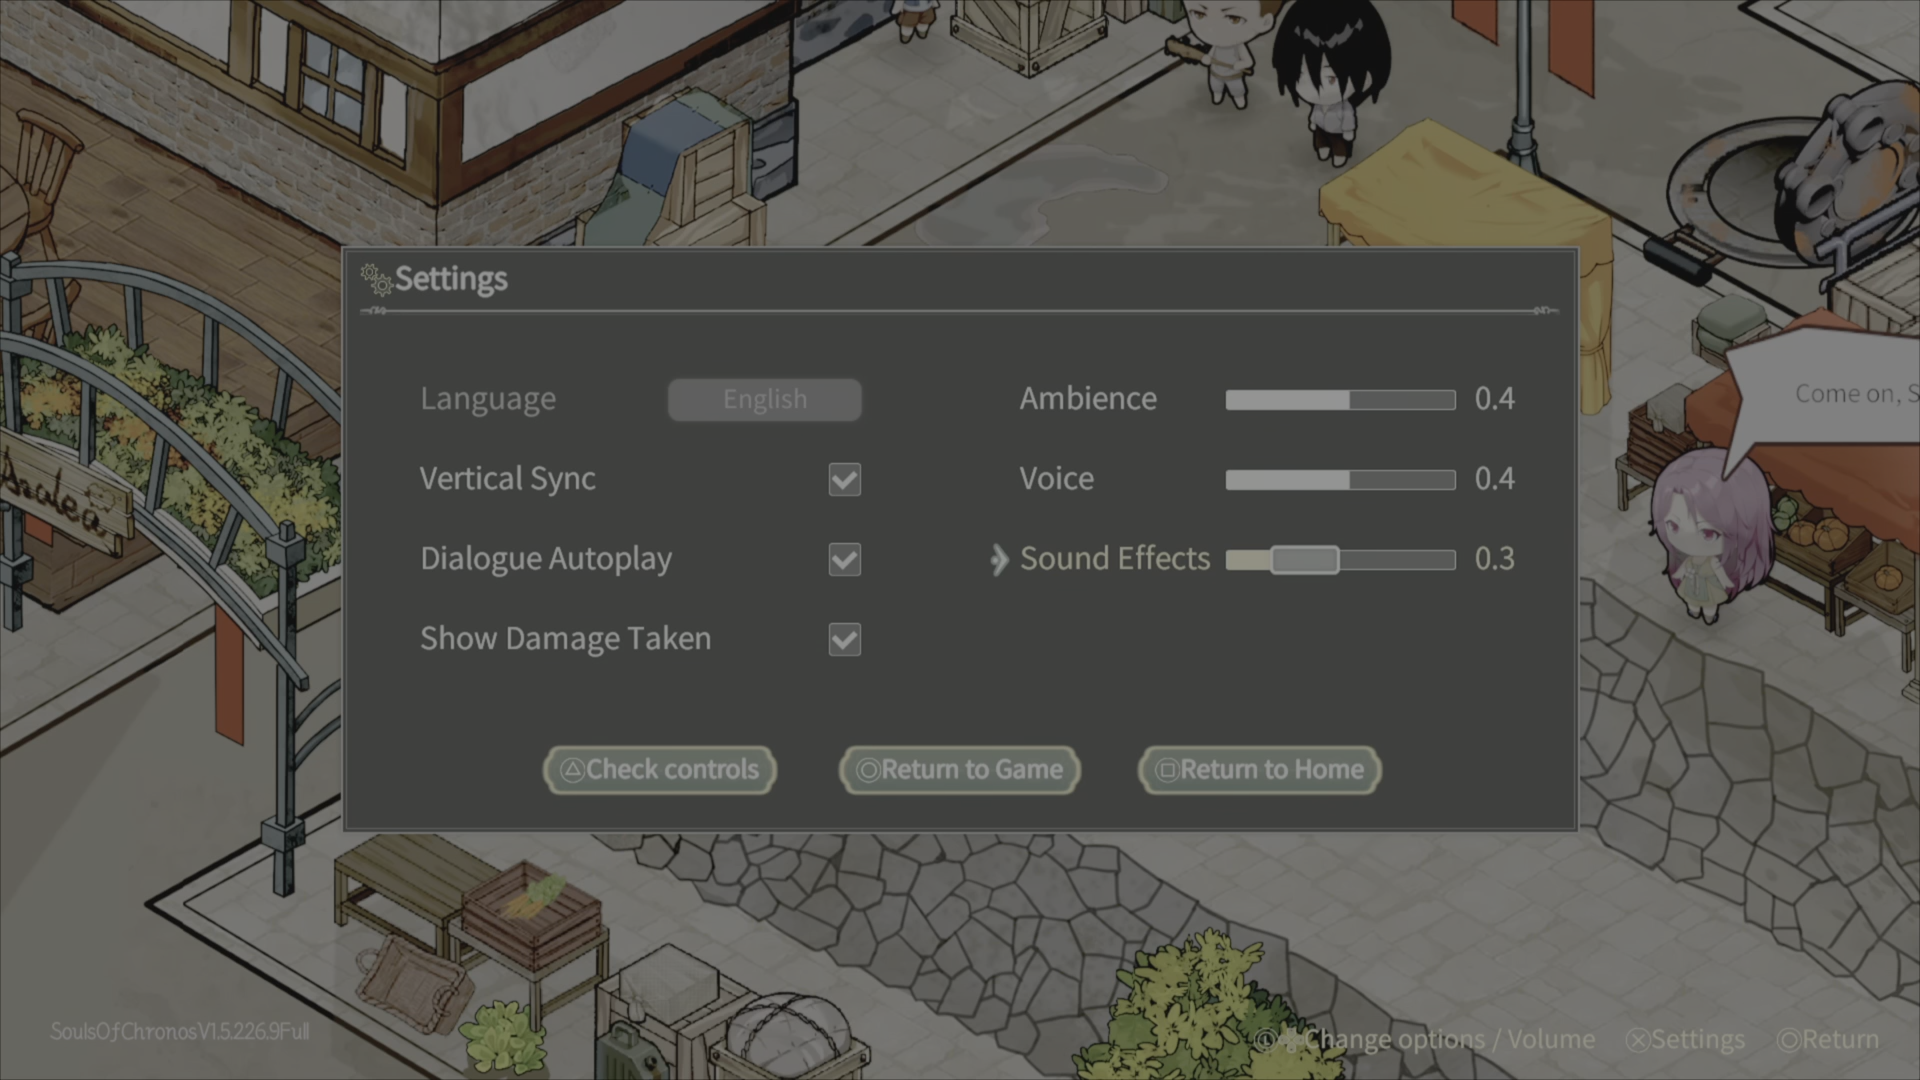 Settings
Language English
Vertical Sync
Dialogue Autoplay
Show Damage Taken
Ambience 0.4
Voice 0.4
Sound Effects 0.3
Check controls
Return to Game
Return to Home
Come on, S
Azalea
SoulsOfChronosV1.5.226.9Full
Change options / Volume
Settings
Return